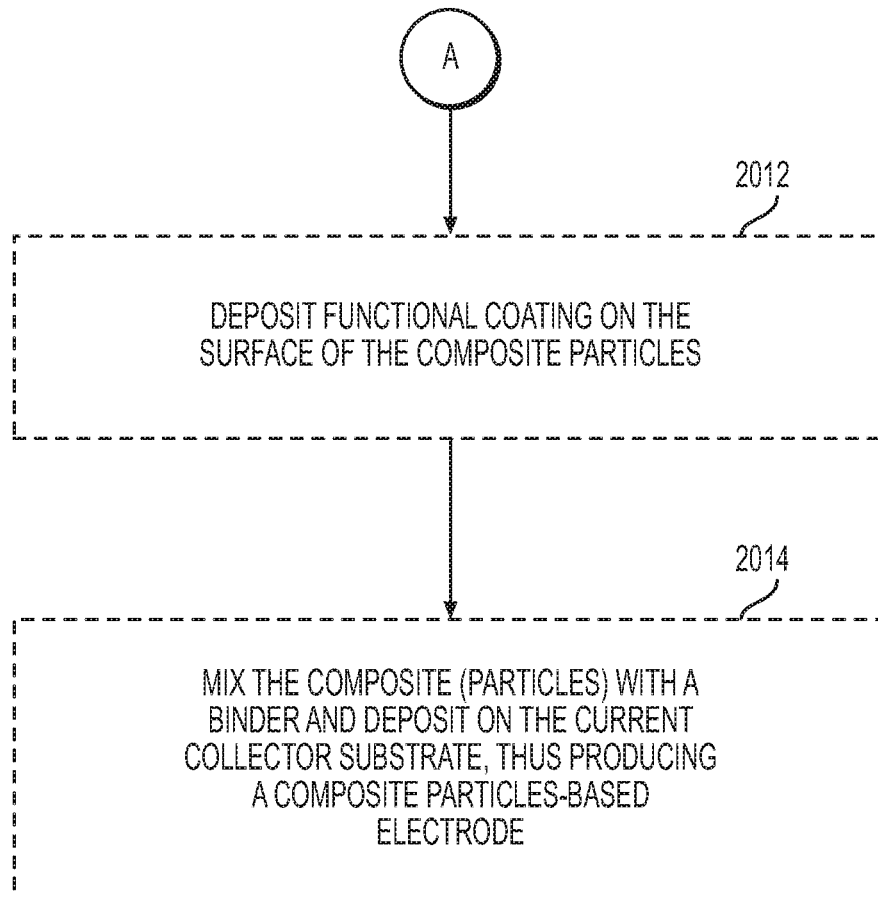 A
2012
DEPOSIT FUNCTIONAL COATING ON THE
SURFACE OF THE COMPOSITE PARTICLES
2014
MIX THE COMPOSITE (PARTICLES) WITH A
BINDER AND DEPOSIT ON THE CURRENT
COLLECTOR SUBSTRATE, THUS PRODUCING
A COMPOSITE PARTICLES-BASED
ELECTRODE